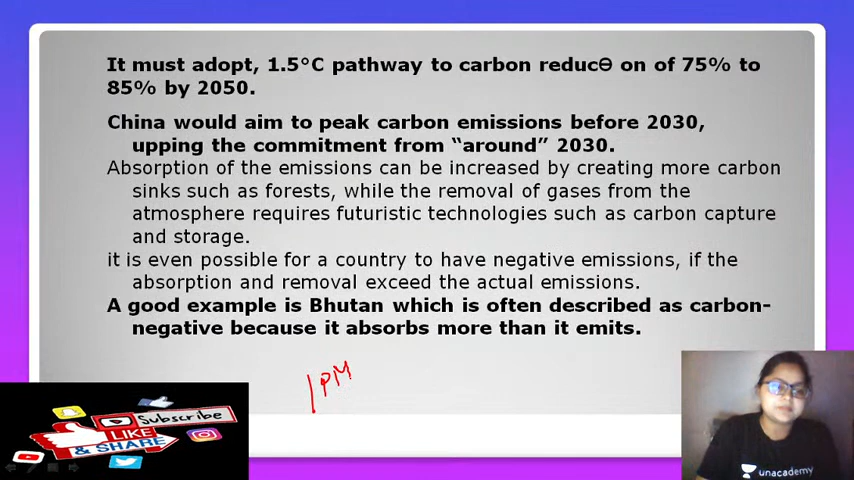 It must adopt, 1.5°C pathway to carbon reducƟ on of 75% to
85% by 2050.
China would aim to peak carbon emissions before 2030,
upping the commitment from “around” 2030.
Absorption of the emissions can be increased by creating more carbon
sinks such as forests, while the removal of gases from the
atmosphere requires futuristic technologies such as carbon capture
and storage.
it is even possible for a country to have negative emissions, if the
absorption and removal exceed the actual emissions.
A good example is Bhutan which is often described as carbon-
negative because it absorbs more than it emits.
1PM
Subscribe
LIKE
& SHARE
unacademy